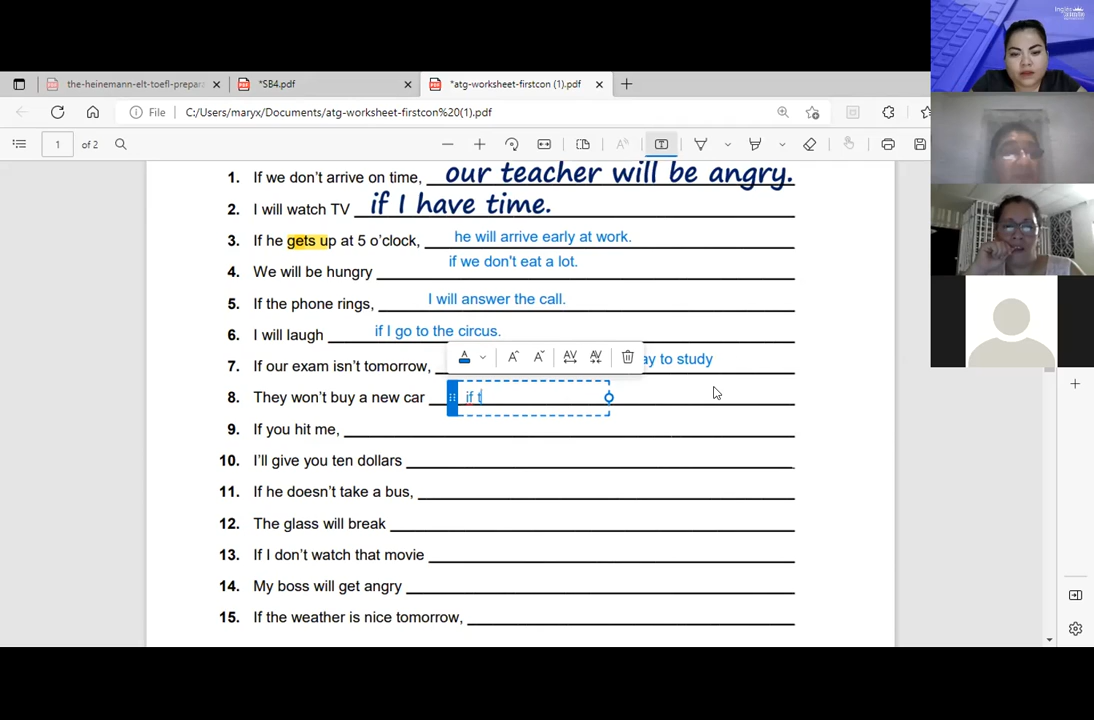 the-heinemann-elt-toefl-prepara
*SB4.pdf
*atg-worksheet-firstcon (1).pdf
File C:/Users/maryx/Documents/atg-worksheet-firstcon%20(1).pdf
1 of 2
1. If we don't arrive on time, our teacher will be angry.
2. I will watch TV if I have time.
3. If he gets up at 5 o'clock, he will arrive early at work.
4. We will be hungry if we don't eat a lot.
5. If the phone rings, I will answer the call.
6. I will laugh if I go to the circus.
7. If our exam isn't tomorrow, ay to study
8. They won't buy a new car if t
9. If you hit me,
10. I'll give you ten dollars
11. If he doesn't take a bus,
12. The glass will break
13. If I don't watch that movie
14. My boss will get angry
15. If the weather is nice tomorrow,